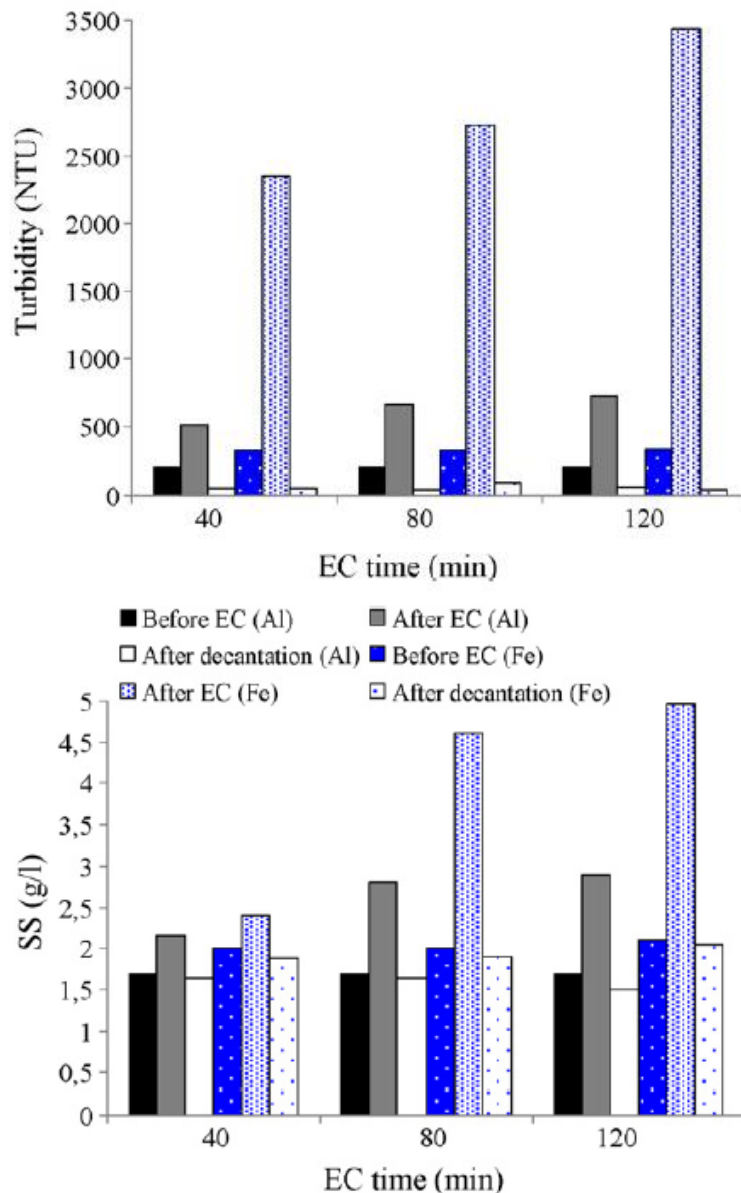 3500
3000
2500
2000
1500
1000
500
0
Turbidity (NTU)
40 80 120
EC time (min)
Before EC (Al) After EC (Al)
After decantation (Al) Before EC (Fe)
After EC (Fe) After decantation (Fe)
5
4,5
4
3,5
3
2,5
2
1,5
1
0,5
0
SS (g/l)
40 80 120
EC time (min)